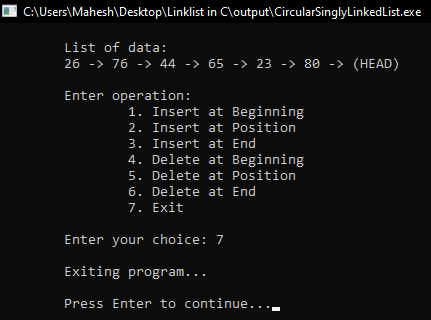 C:\Users\Mahesh\Desktop\Linklist in C\output\CircularSinglyLinkedList.exe
List of data:
26 -> 76 -> 44 -> 65 -> 23 -> 80 -> (HEAD)
Enter operation:
1. Insert at Beginning
2. Insert at Position
3. Insert at End
4. Delete at Beginning
5. Delete at Position
6. Delete at End
7. Exit
Enter your choice: 7
Exiting program...
Press Enter to continue...